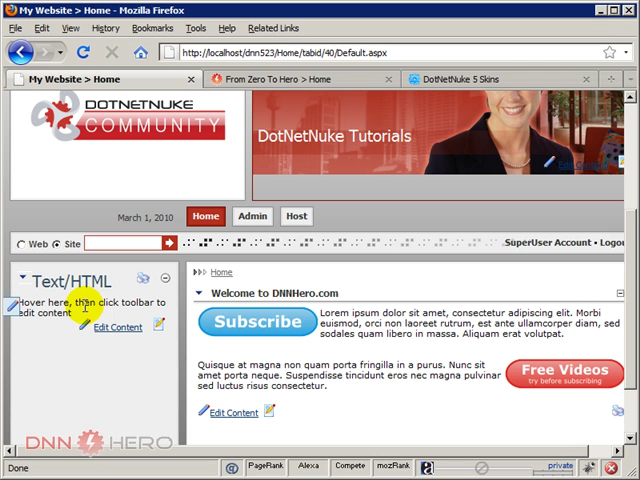 My Website > Home - Mozilla Firefox
File Edit View History Bookmarks Tools Help Related Links
http://localhost/dnn523/Home/tabid/40/Default.aspx
My Website > Home From Zero To Hero > Home DotNetNuke 5 Skins
DOTNETNUKE
COMMUNITY
DotNetNuke Tutorials
Edit Content
March 1, 2010 Home Admin Host
Web Site SuperUser Account • Logou
Text/HTML
Hover here, then click toolbar to
edit content
Edit Content
Home
Welcome to DNNHero.com
Subscribe
Lorem ipsum dolor sit amet, consectetur adipiscing elit. Morbi
euismod, orci non laoreet rutrum, est ante ullamcorper diam, sed
sodales quam libero in massa. Aliquam erat volutpat.
Quisque at magna non quam porta fringilla in a purus. Nunc sit
amet porta neque. Suspendisse tincidunt eros nec magna pulvinar
sed luctus risus consectetur.
Free Videos
try before subscribing
Edit Content
DNN HERO
Done PageRank Alexa Compete mozRank a private